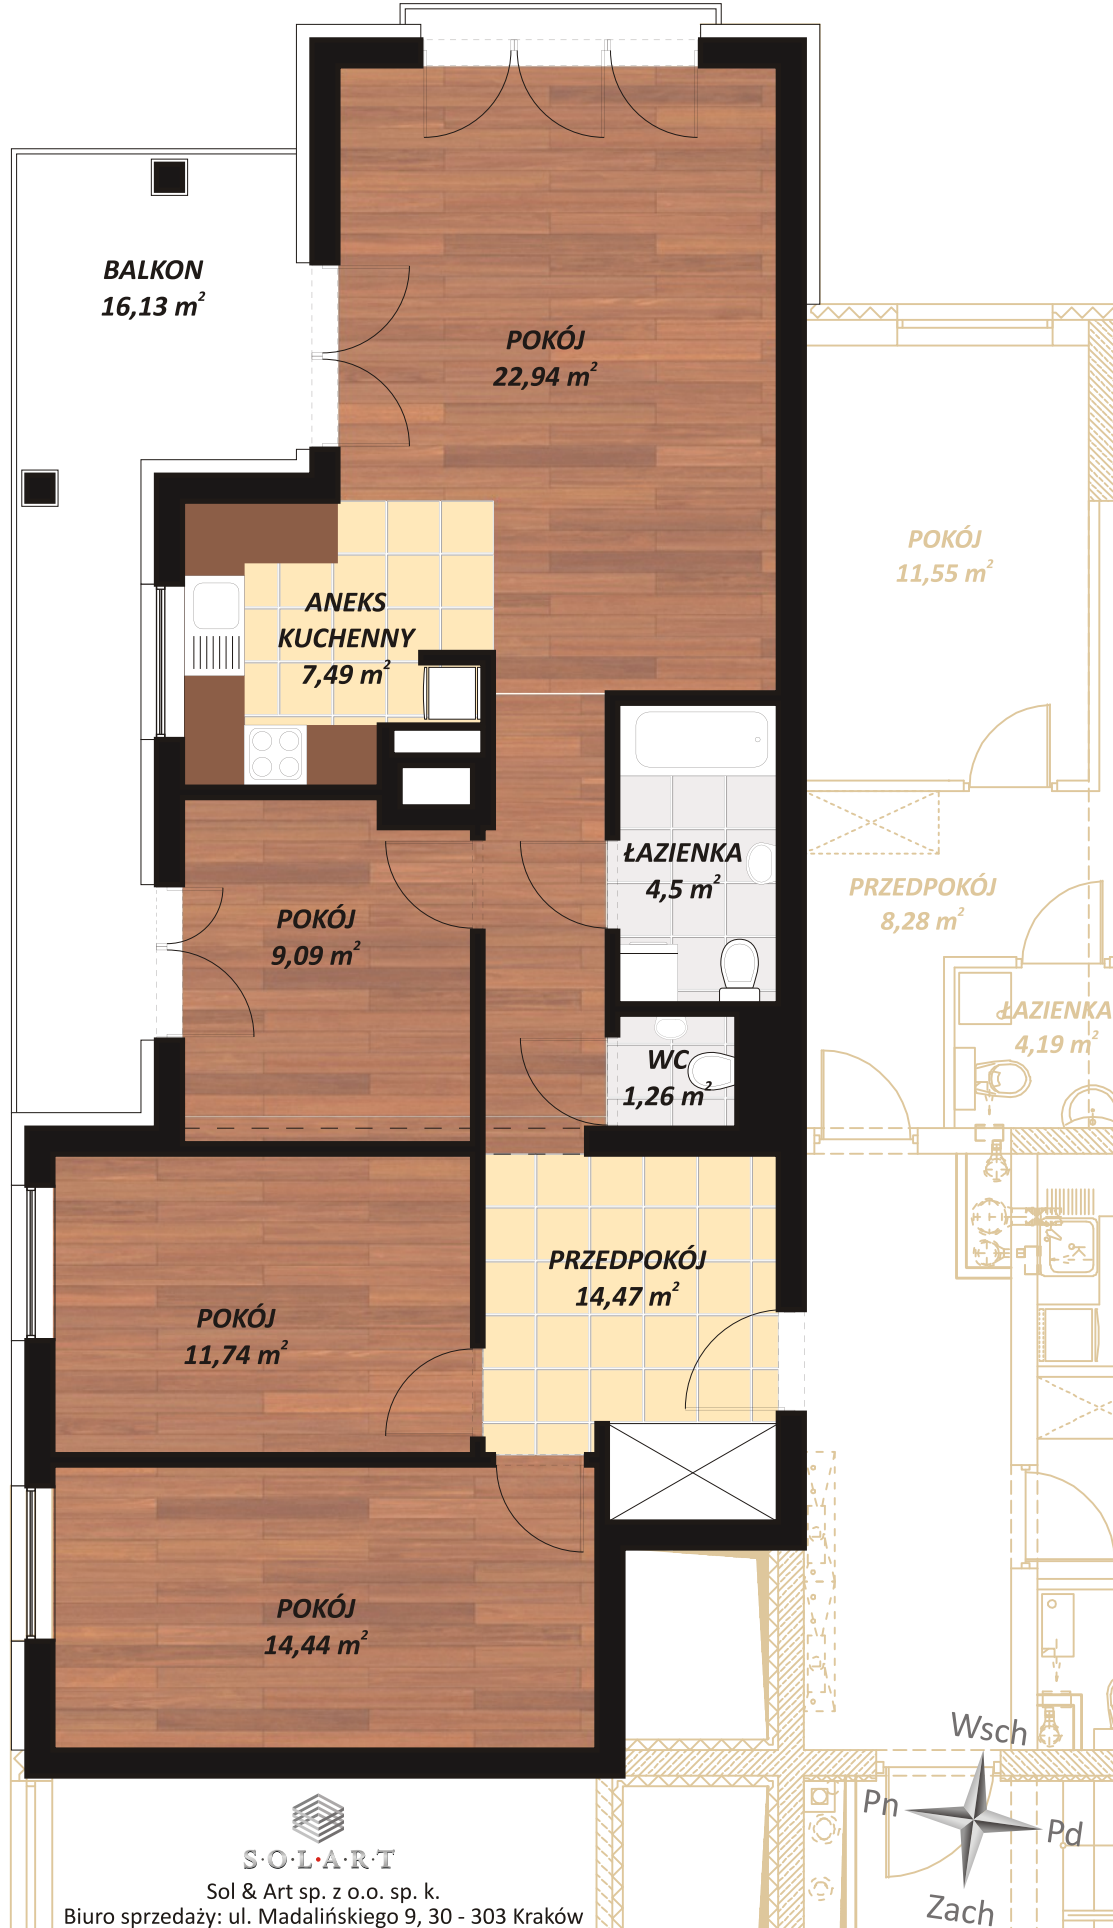 BALKON
16,13 m²
POKÓJ
22,94 m²
POKÓJ
11,55 m²
ANEKS
KUCHENNY
7,49 m²
ŁAZIENKA
4,5 m²
PRZEDPOKÓJ
8,28 m²
POKÓJ
9,09 m²
ŁAZIENKA
4,19 m²
WC
1,26 m²
PRZEDPOKÓJ
14,47 m²
POKÓJ
11,74 m²
POKÓJ
14,44 m²
Wsch
Pn
Pd
Zach
S·O·L·A·R·T
Sol & Art sp. z o.o. sp. k.
Biuro sprzedaży: ul. Madalińskiego 9, 30 - 303 Kraków